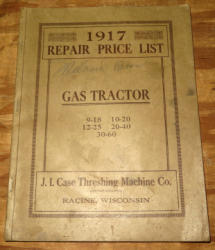 1917
REPAIR PRICE LIST
GAS TRACTOR
9-18 10-20
12-25 20-40
30-60
J. I. Case Threshing Machine Co.
RACINE, WISCONSIN